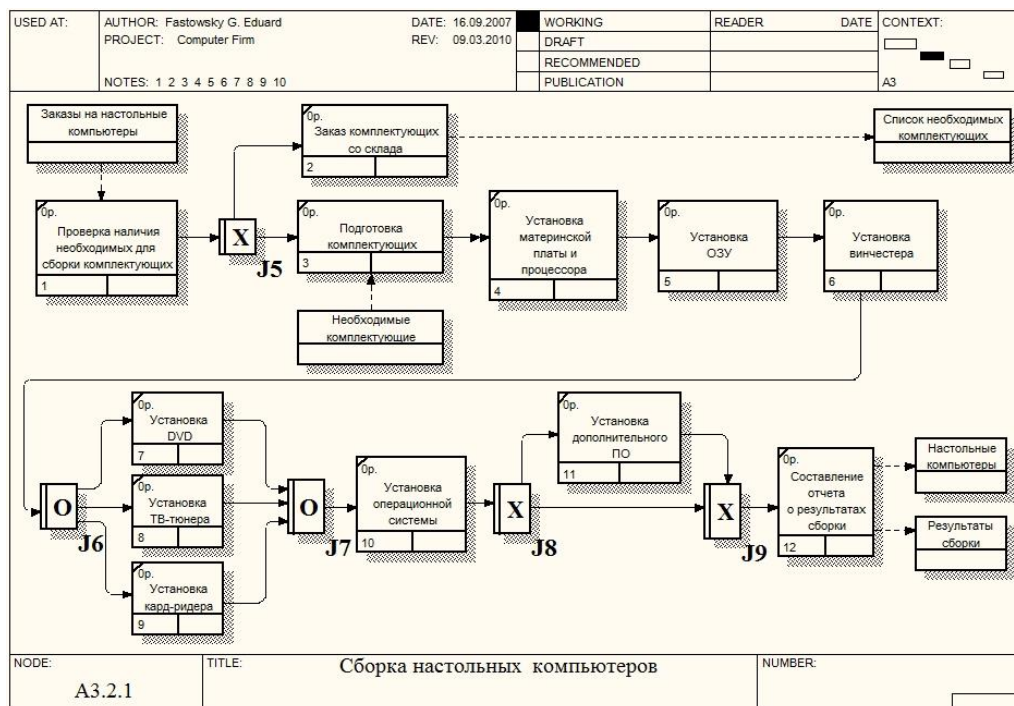 USED AT:
AUTHOR: Fastowsky G. Eduard
DATE: 16.09.2007
PROJECT: Computer Firm
REV: 09.03.2010
NOTES: 1 2 3 4 5 6 7 8 9 10
WORKING
DRAFT
RECOMMENDED
PUBLICATION
READER DATE
CONTEXT:
A3
Заказы на настольные
компьютеры
0р.
Заказ комплектующих
со склада
2
Список необходимых
комплектующих
0р.
Проверка наличия
необходимых для
сборки комплектующих
1
X
J5
0р.
Подготовка
комплектующих
3
0р.
Установка
материнской
платы и
процессора
4
0р.
Установка
ОЗУ
5
0р.
Установка
винчестера
6
Необходимые
комплектующие
O
J6
0р.
Установка
DVD
7
0р.
Установка
ТВ-тюнера
8
0р.
Установка
кард-ридера
9
O
J7
0р.
Установка
операционной
системы
10
X
J8
0р.
Установка
дополнительного
ПО
11
X
J9
0р.
Составление
отчета
о результатах
сборки
12
Настольные
компьютеры
Результаты
сборки
NODE:
A3.2.1
TITLE:
Сборка настольных компьютеров
NUMBER: